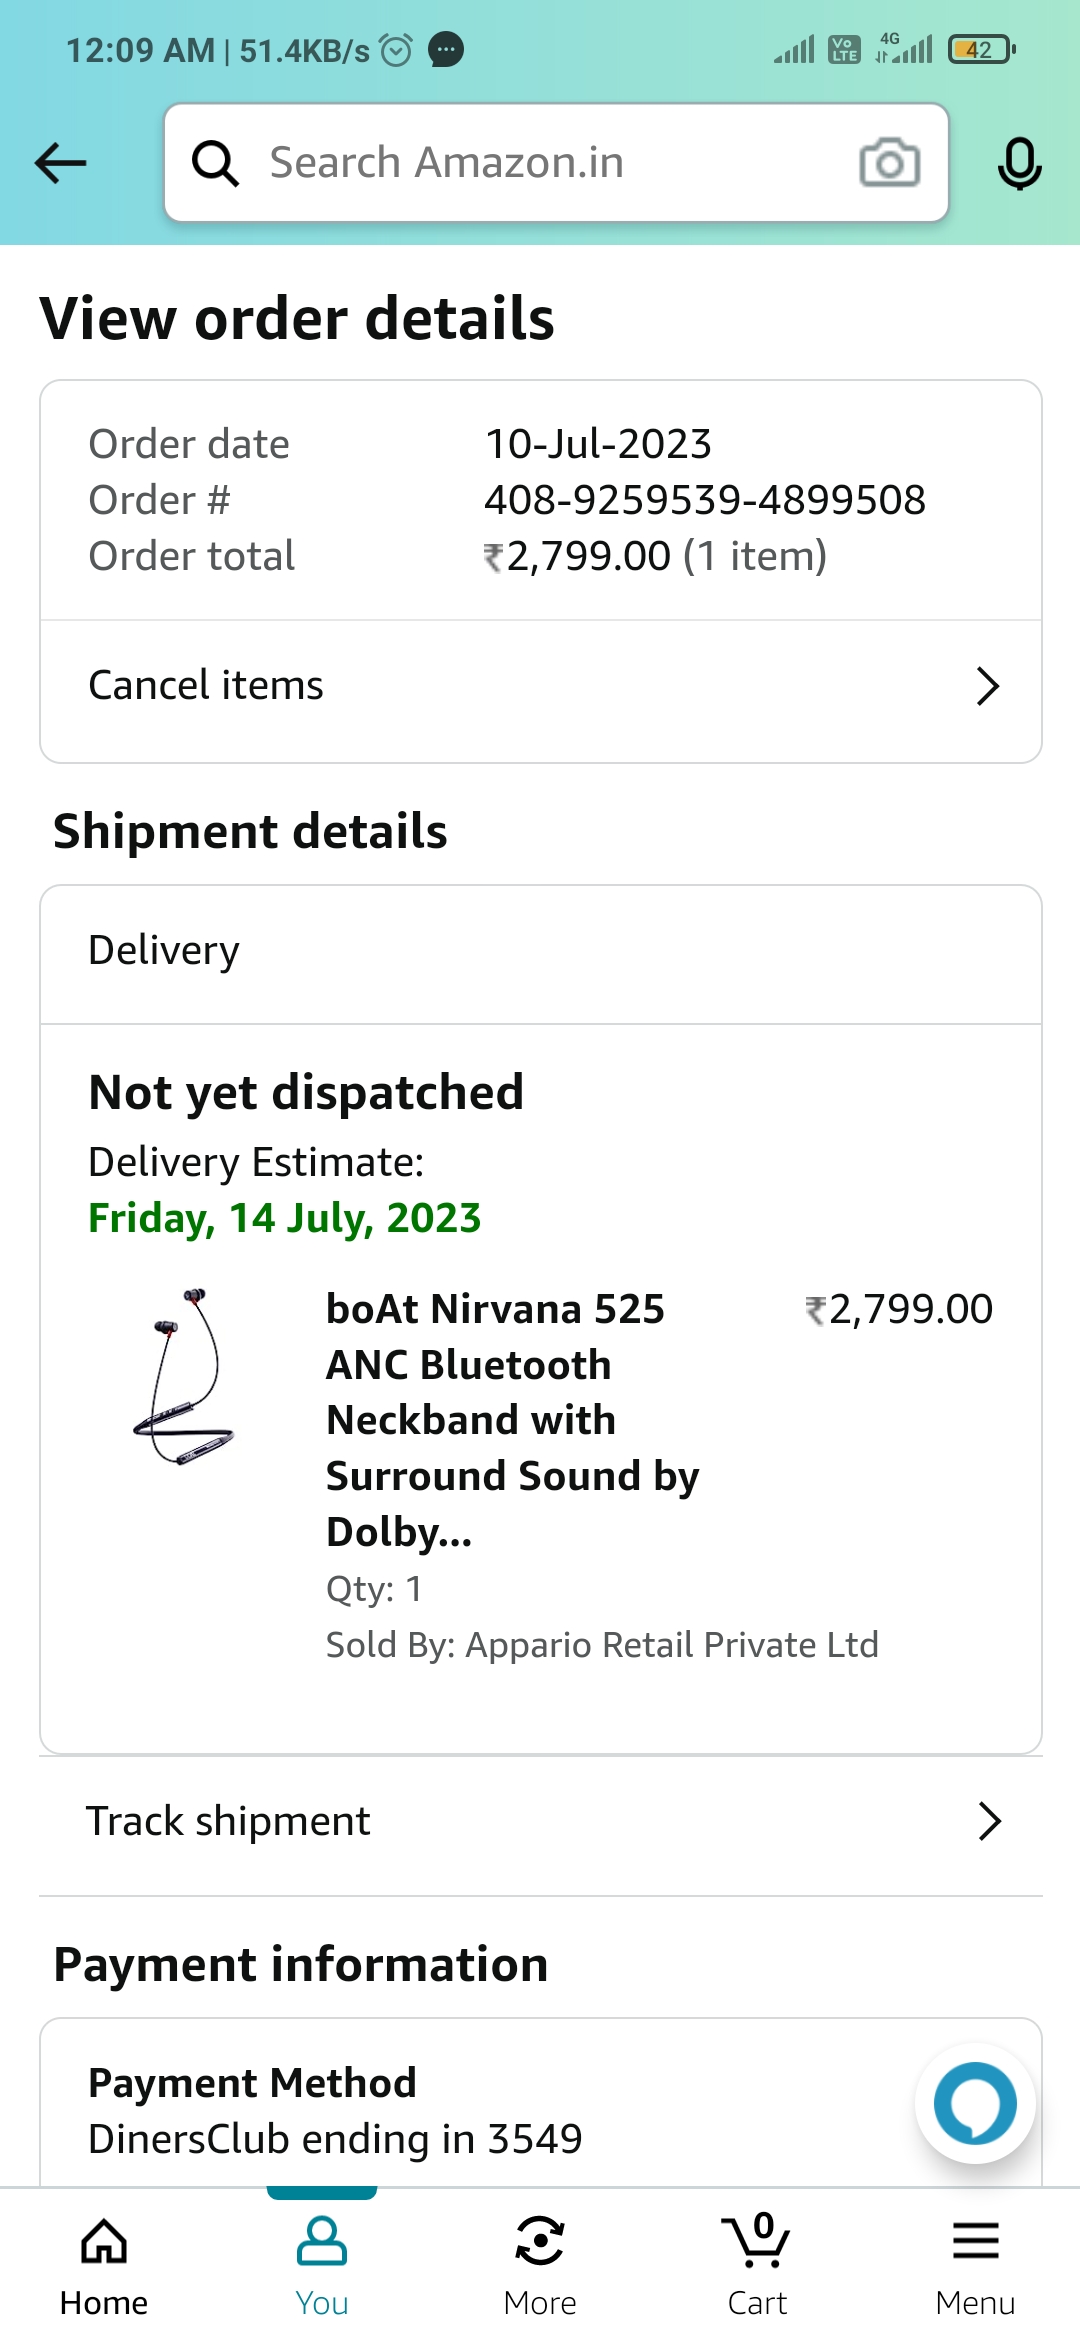 12:09 AM | 51.4KB/s
Vo LTE 4G 42
Search Amazon.in
View order details
Order date 10-Jul-2023
Order # 408-9259539-4899508
Order total ₹2,799.00 (1 item)
Cancel items
Shipment details
Delivery
Not yet dispatched
Delivery Estimate:
Friday, 14 July, 2023
boAt Nirvana 525 ₹2,799.00
ANC Bluetooth
Neckband with
Surround Sound by
Dolby...
Qty: 1
Sold By: Appario Retail Private Ltd
Track shipment
Payment information
Payment Method
DinersClub ending in 3549
0
Home You More Cart Menu